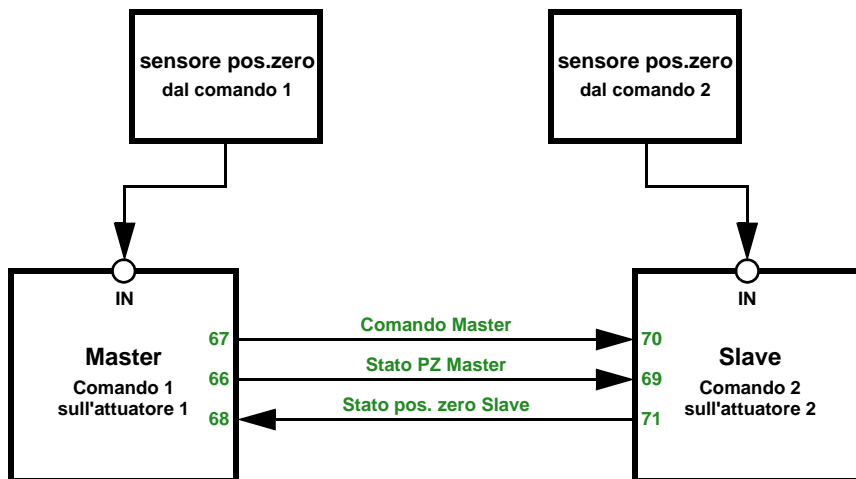 sensore pos.zero
dal comando 1
sensore pos.zero
dal comando 2
IN
IN
Master
Comando 1
sull'attuatore 1
67
66
68
Comando Master
Stato PZ Master
Stato pos. zero Slave
70
69
71
Slave
Comando 2
sull'attuatore 2